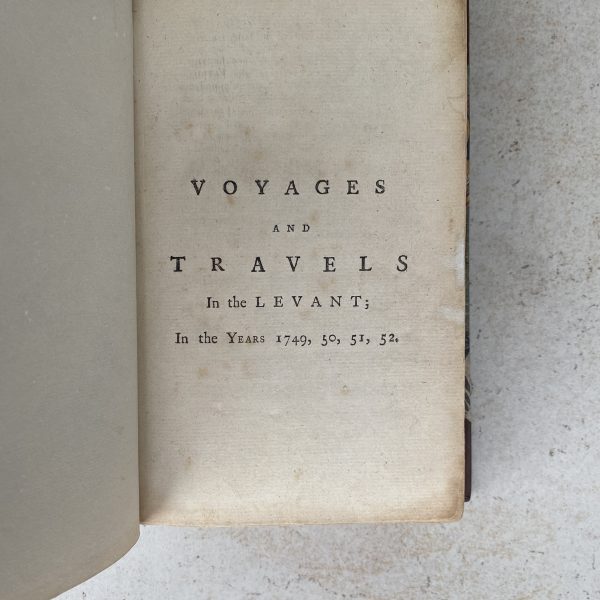 VOYAGES
AND
TRAVELS
In the LEVANT;
In the YEARS 1749, 50, 51, 52.